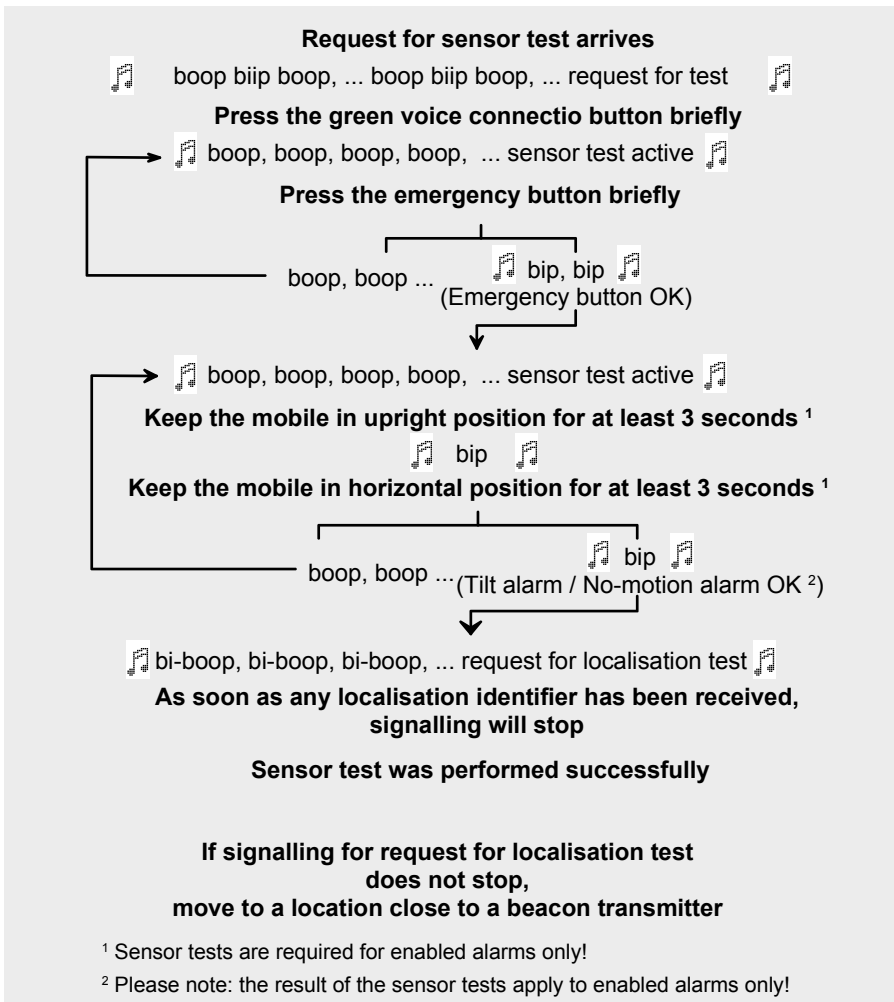 Request for sensor test arrives
boop biip boop, ... boop biip boop, ... request for test
Press the green voice connectio button briefly
boop, boop, boop, boop, ... sensor test active
Press the emergency button briefly
boop, boop ...
bip, bip
(Emergency button OK)
boop, boop, boop, boop, ... sensor test active
Keep the mobile in upright position for at least 3 seconds ¹
bip
Keep the mobile in horizontal position for at least 3 seconds ¹
boop, boop ...
bip
(Tilt alarm / No-motion alarm OK ²)
bi-boop, bi-boop, bi-boop, ... request for localisation test
As soon as any localisation identifier has been received,
signalling will stop
Sensor test was performed successfully
If signalling for request for localisation test
does not stop,
move to a location close to a beacon transmitter
¹ Sensor tests are required for enabled alarms only!
² Please note: the result of the sensor tests apply to enabled alarms only!